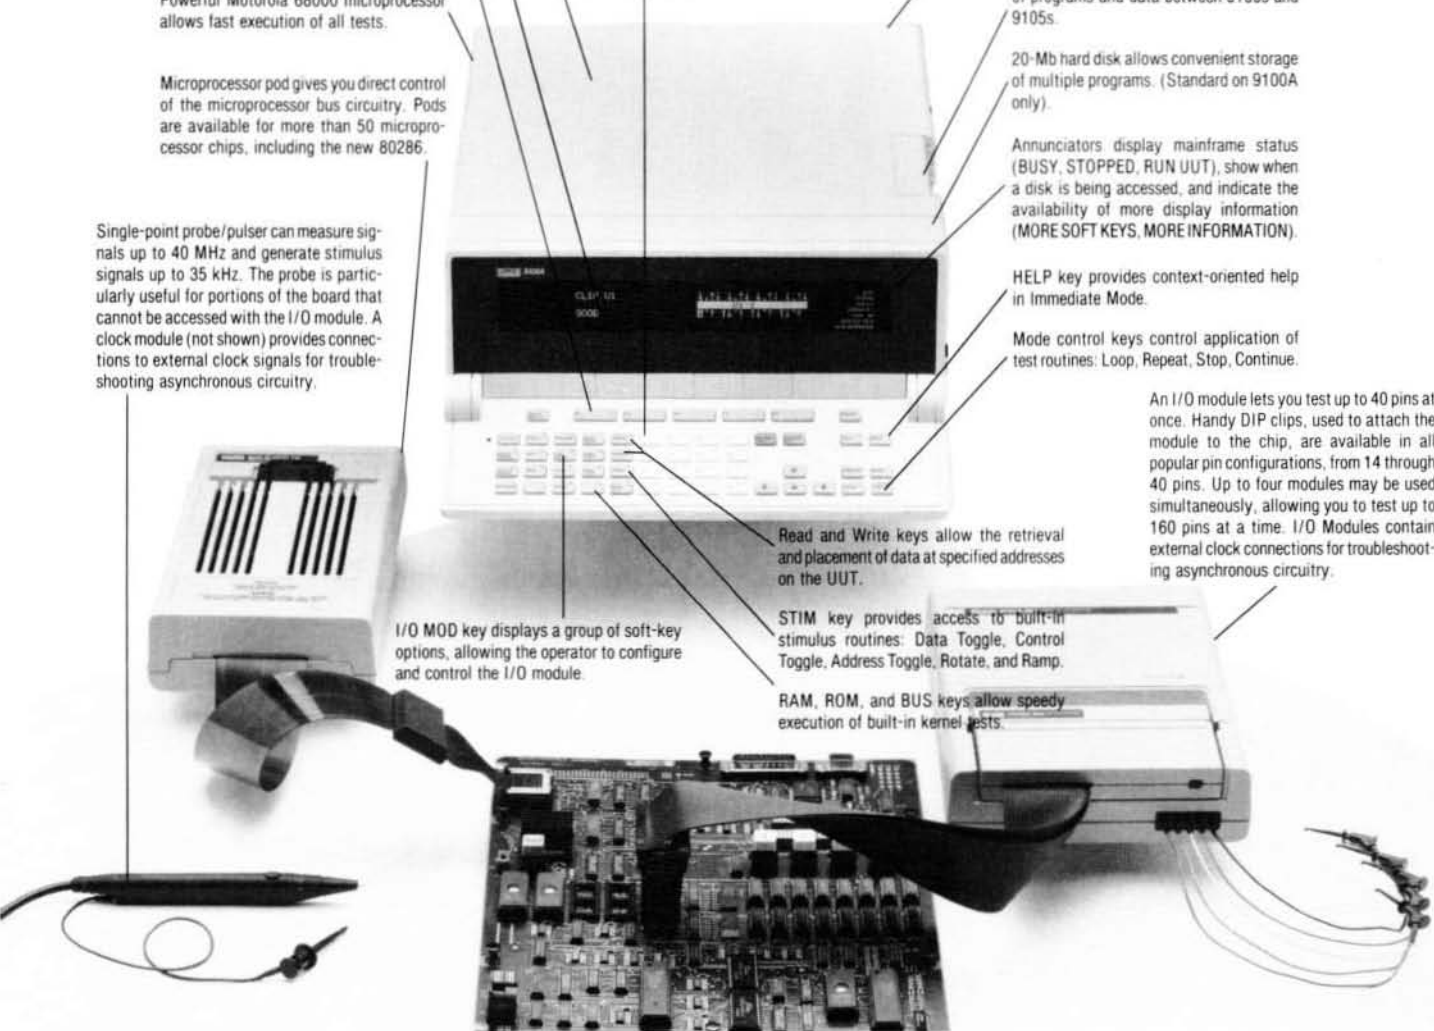 Powerful Motorola 68000 microprocessor
allows fast execution of all tests.
of programs and data between 9100s and
9105s.
20-Mb hard disk allows convenient storage
of multiple programs. (Standard on 9100A
only).
Microprocessor pod gives you direct control
of the microprocessor bus circuitry. Pods
are available for more than 50 micropro-
cessor chips, including the new 80286.
Annunciators display mainframe status
(BUSY, STOPPED, RUN UUT), show when
a disk is being accessed, and indicate the
availability of more display information
(MORE SOFT KEYS, MORE INFORMATION).
Single-point probe/pulser can measure sig-
nals up to 40 MHz and generate stimulus
signals up to 35 kHz. The probe is partic-
ularly useful for portions of the board that
cannot be accessed with the I/O module. A
clock module (not shown) provides connec-
tions to external clock signals for trouble-
shooting asynchronous circuitry.
HELP key provides context-oriented help
in Immediate Mode.
Mode control keys control application of
test routines: Loop, Repeat, Stop, Continue.
An I/O module lets you test up to 40 pins at
once. Handy DIP clips, used to attach the
module to the chip, are available in all
popular pin configurations, from 14 through
40 pins. Up to four modules may be used
simultaneously, allowing you to test up to
160 pins at a time. I/O Modules contain
external clock connections for troubleshoot-
ing asynchronous circuitry.
Read and Write keys allow the retrieval
and placement of data at specified addresses
on the UUT.
I/O MOD key displays a group of soft-key
options, allowing the operator to configure
and control the I/O module.
STIM key provides access to built-in
stimulus routines: Data Toggle, Control
Toggle, Address Toggle, Rotate, and Ramp.
RAM, ROM, and BUS keys allow speedy
execution of built-in kernel tests.